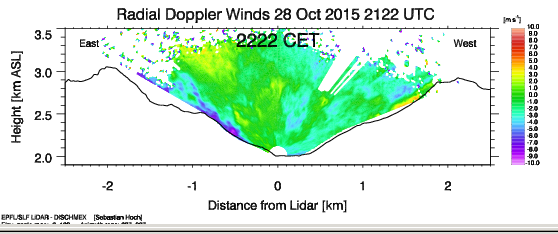 Radial Doppler Winds 28 Oct 2015 2122 UTC
2222 CET
[m s⁻¹]
East
West
Height [km ASL]
3.5
3.0
2.5
2.0
10.0
9.0
8.0
7.0
6.0
5.0
4.0
3.0
2.0
1.0
0.0
-1.0
-2.0
-3.0
-4.0
-5.0
-6.0
-7.0
-8.0
-9.0
-10.0
-2 -1 0 1 2
Distance from Lidar [km]
EPFL/SLF LIDAR - DISCHMEX [Sebastian Hoch]